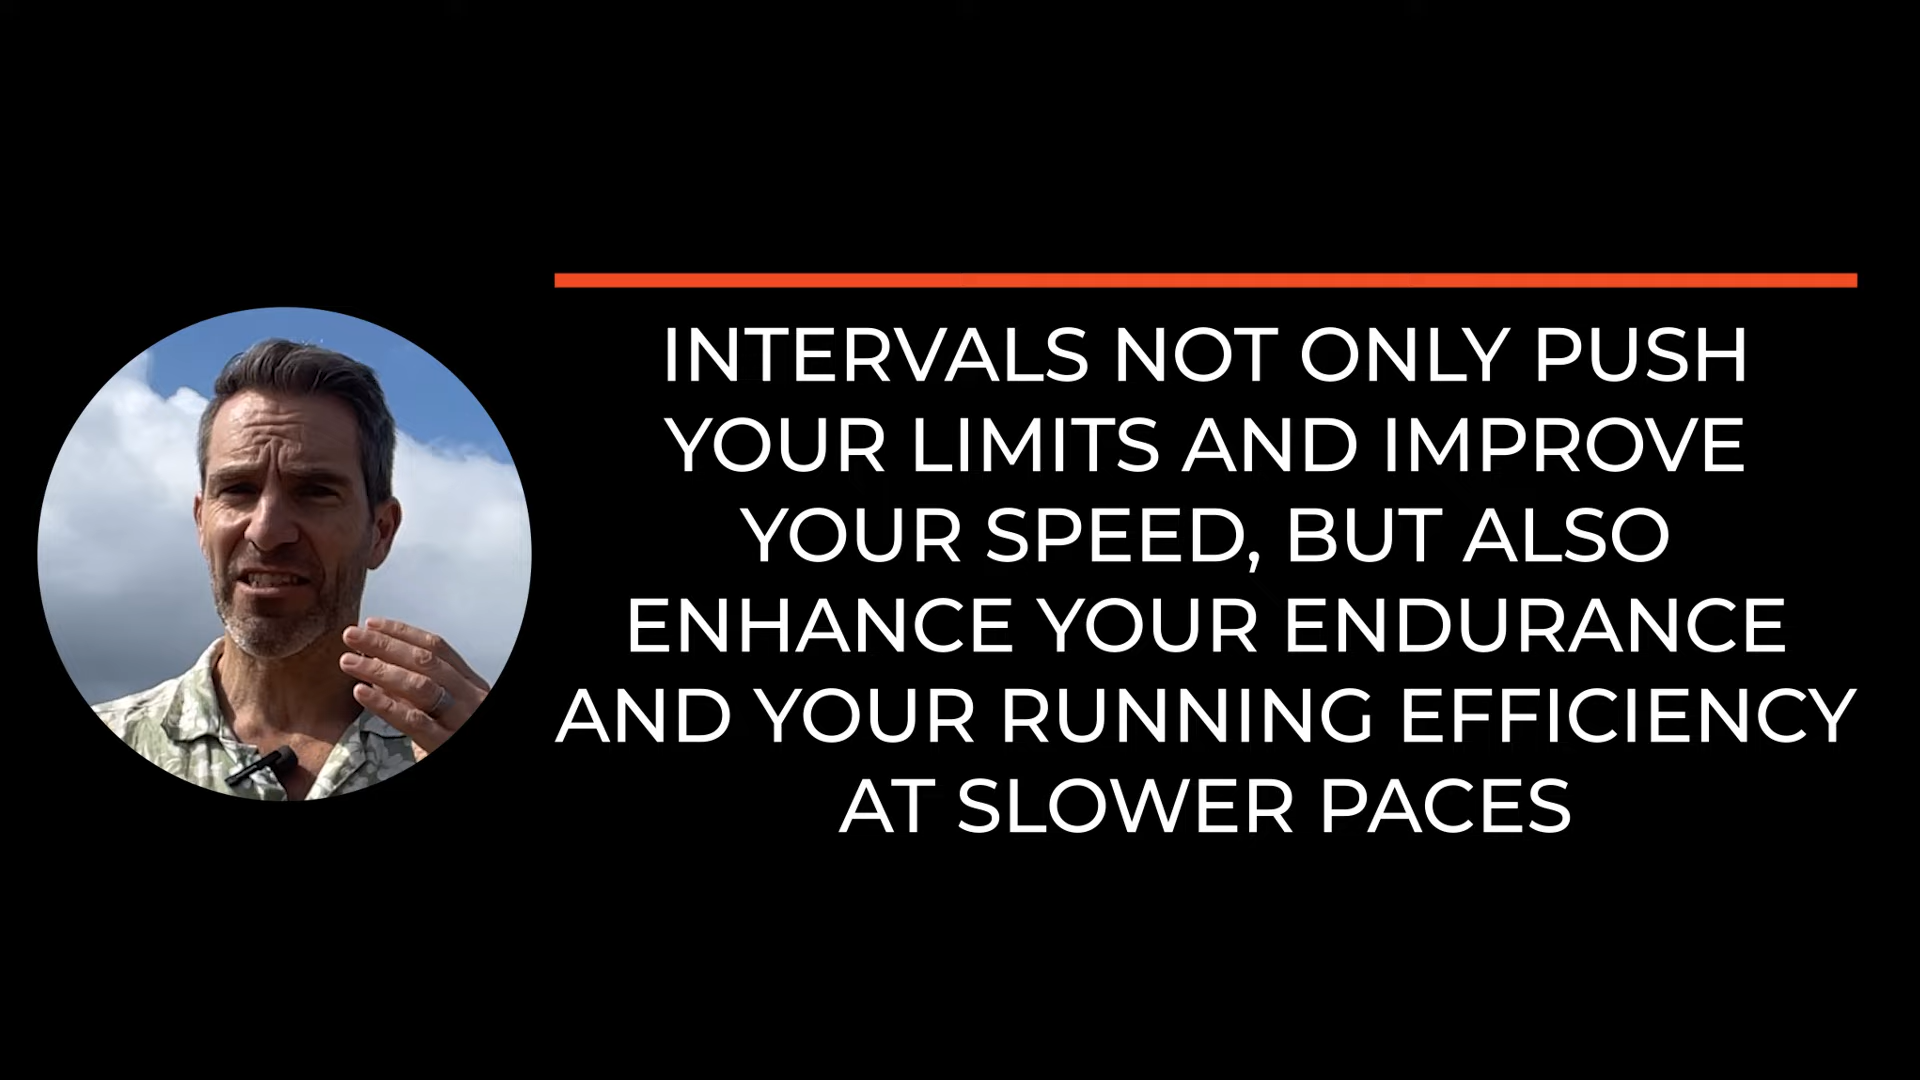 INTERVALS NOT ONLY PUSH
YOUR LIMITS AND IMPROVE
YOUR SPEED, BUT ALSO
ENHANCE YOUR ENDURANCE
AND YOUR RUNNING EFFICIENCY
AT SLOWER PACES